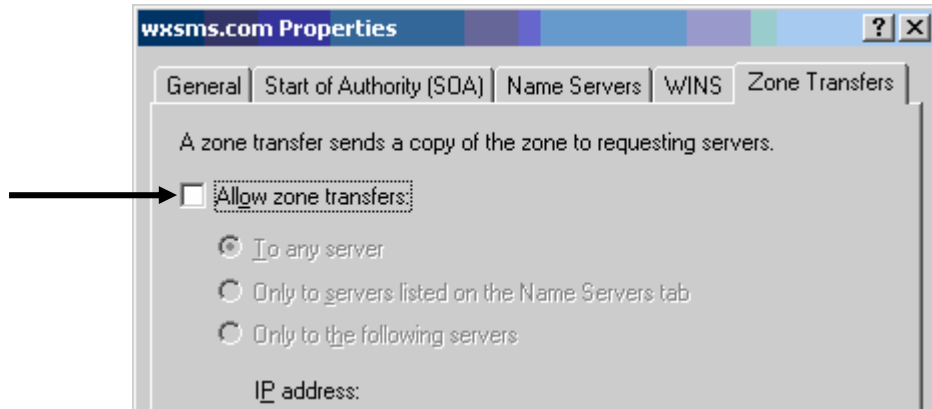 wxsms.com Properties
General Start of Authority (SOA) Name Servers WINS Zone Transfers
A zone transfer sends a copy of the zone to requesting servers.
Allow zone transfers:
To any server
Only to servers listed on the Name Servers tab
Only to the following servers
IP address: